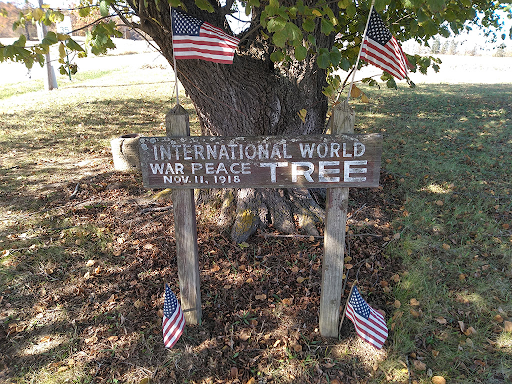 INTERNATIONAL WORLD
WAR PEACE TREE
NOV. 11, 1918